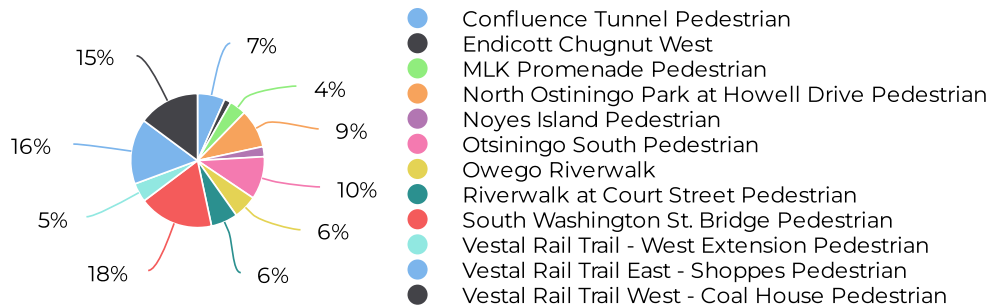 7%
15%
4%
9%
16%
10%
5%
6%
18%
6%
Confluence Tunnel Pedestrian
Endicott Chugnut West
MLK Promenade Pedestrian
North Ostiningo Park at Howell Drive Pedestrian
Noyes Island Pedestrian
Otsiningo South Pedestrian
Owego Riverwalk
Riverwalk at Court Street Pedestrian
South Washington St. Bridge Pedestrian
Vestal Rail Trail - West Extension Pedestrian
Vestal Rail Trail East - Shoppes Pedestrian
Vestal Rail Trail West - Coal House Pedestrian